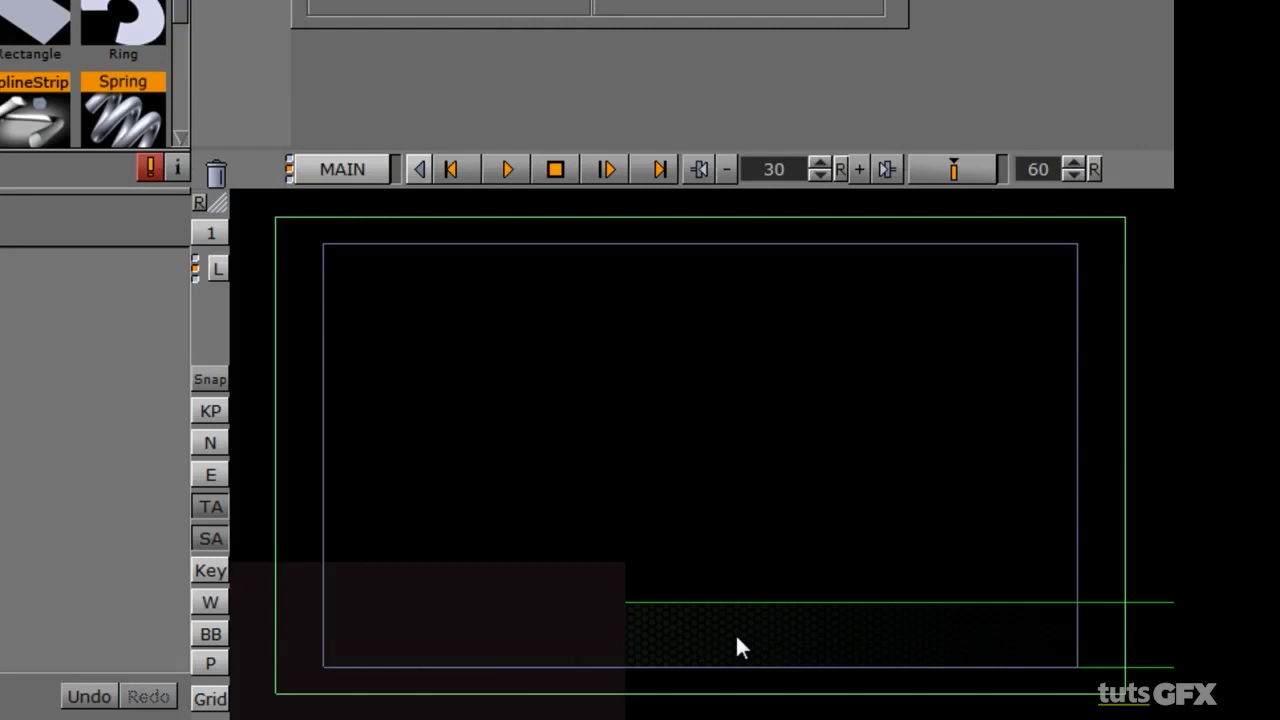 Rectangle
Ring
plineStrip
Spring
! i
MAIN
- 30 R + 60 R
R
1
L
Snap
KP
N
E
TA
SA
Key
W
BB
P
Grid
Undo Redo
tutsGFX